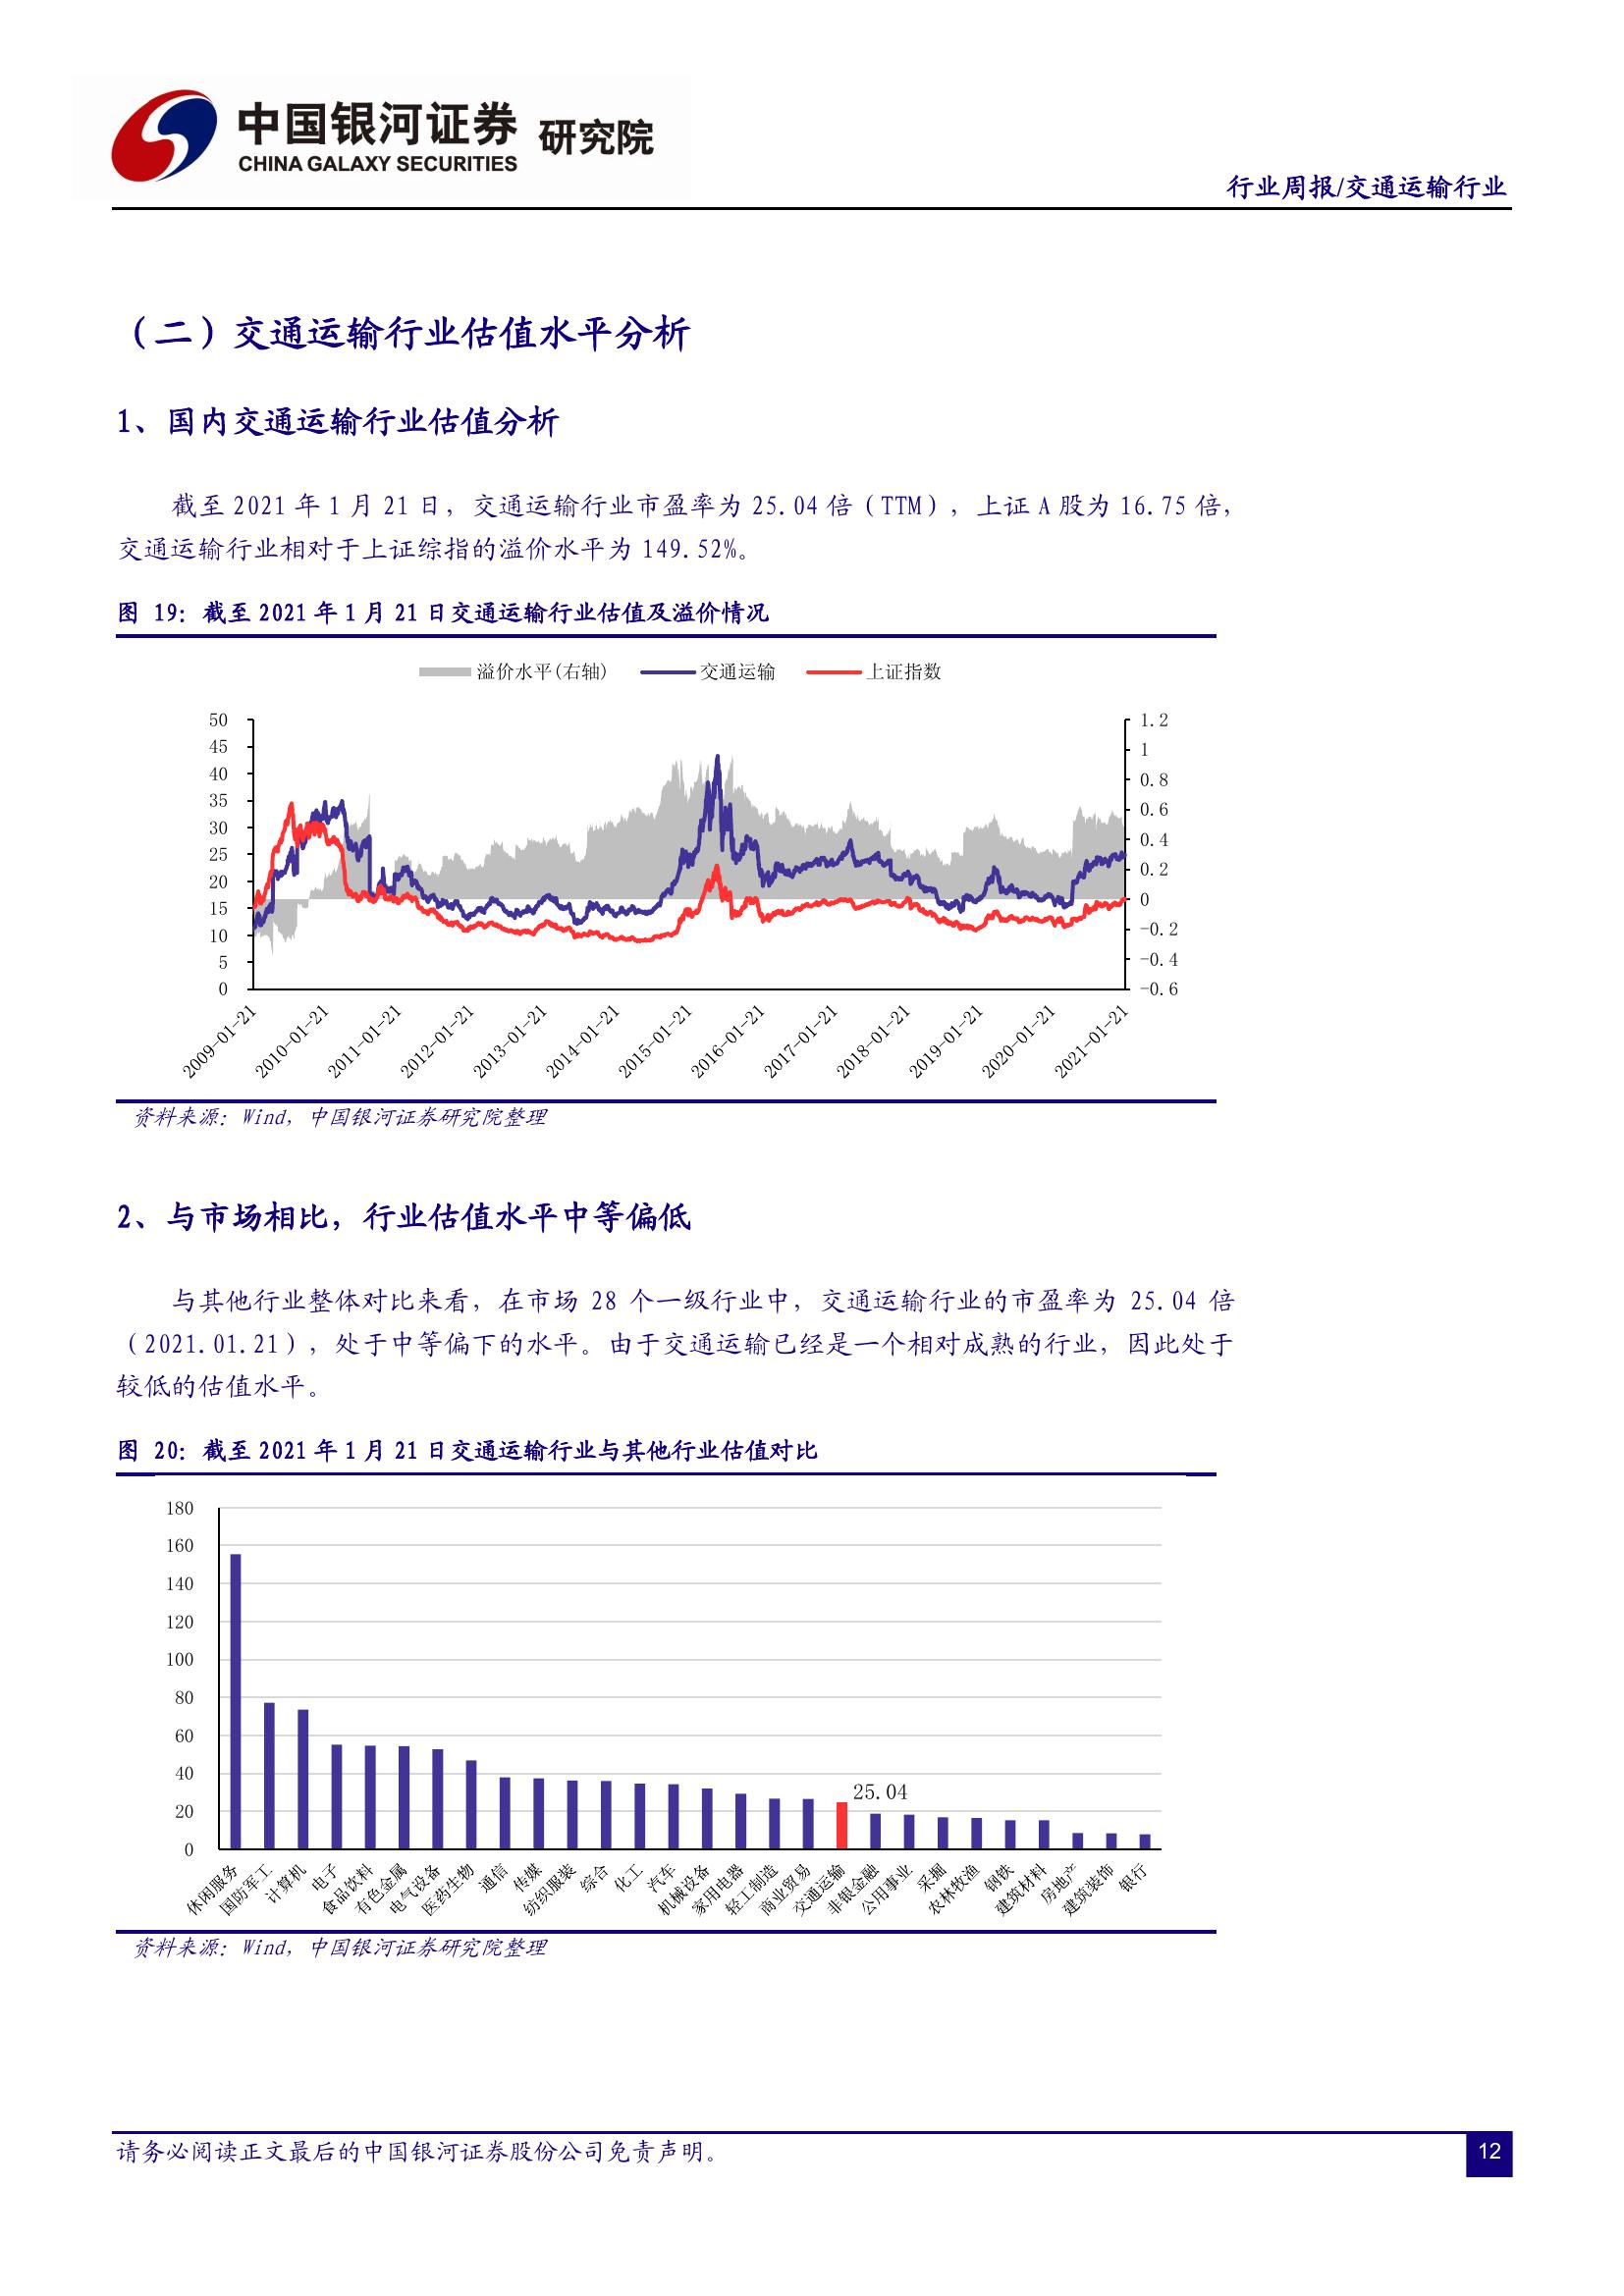 中国银河证券 研究院
CHINA GALAXY SECURITIES
行业周报/交通运输行业
（二）交通运输行业估值水平分析
1、国内交通运输行业估值分析
截至 2021 年 1 月 21 日，交通运输行业市盈率为 25.04 倍（TTM），上证 A 股为 16.75 倍，
交通运输行业相对于上证综指的溢价水平为 149.52%。
图 19：截至 2021 年 1 月 21 日交通运输行业估值及溢价情况
溢价水平(右轴) 交通运输 上证指数
50 1.2
45 1
40 0.8
35 0.6
30 0.4
25 0.2
20 0
15 -0.2
10 -0.4
5 -0.6
0
2009-01-21 2010-01-21 2011-01-21 2012-01-21 2013-01-21 2014-01-21 2015-01-21 2016-01-21 2017-01-21 2018-01-21 2019-01-21 2020-01-21 2021-01-21
资料来源：Wind，中国银河证券研究院整理
2、与市场相比，行业估值水平中等偏低
与其他行业整体对比来看，在市场 28 个一级行业中，交通运输行业的市盈率为 25.04 倍
（2021.01.21），处于中等偏下的水平。由于交通运输已经是一个相对成熟的行业，因此处于
较低的估值水平。
图 20：截至 2021 年 1 月 21 日交通运输行业与其他行业估值对比
180
160
140
120
100
80
60
40
25.04
20
0
休闲服务 国防军工 计算机 电子 食品饮料 有色金属 电气设备 医药生物 通信 传媒 纺织服装 综合 化工 汽车 机械设备 家用电器 轻工制造 商业贸易 交通运输 非银金融 公用事业 采掘 农林牧渔 钢铁 建筑材料 房地产 建筑装饰 银行
资料来源：Wind，中国银河证券研究院整理
请务必阅读正文最后的中国银河证券股份公司免责声明。
12